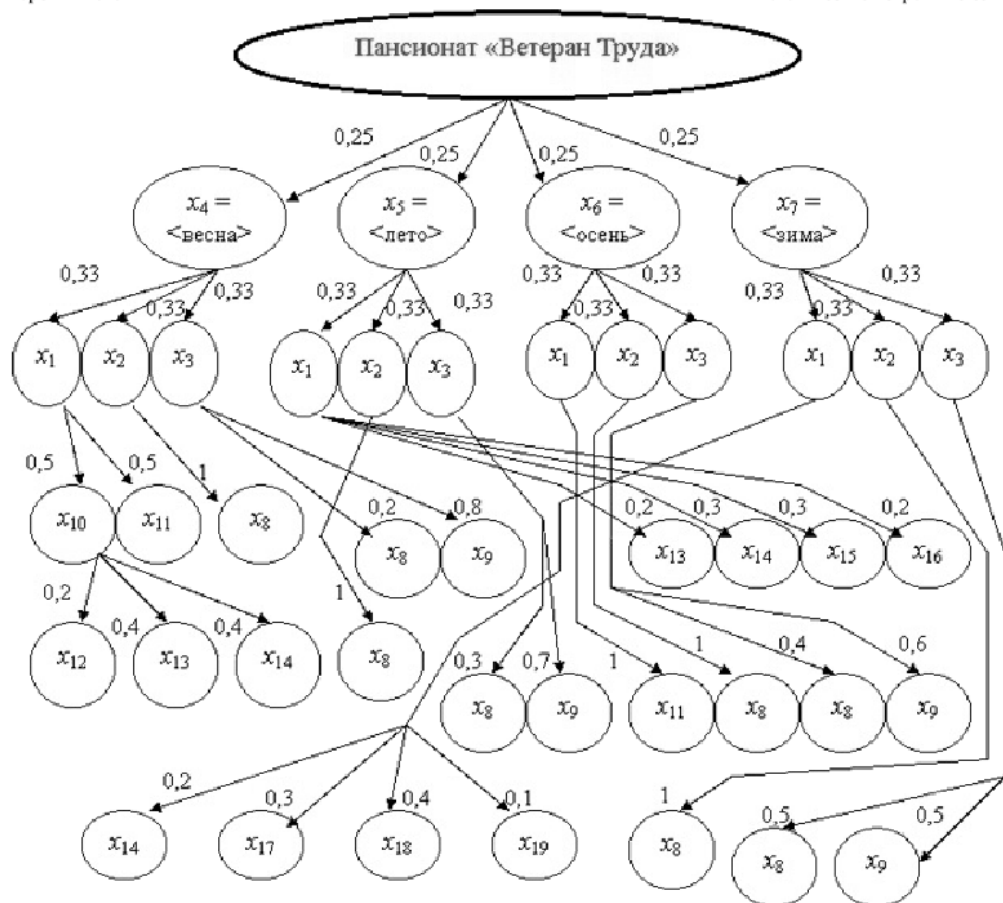 Пансионат «Ветеран Труда»
0,25 0,25 0,25 0,25
x4 = x5 = x6 = x7 =
<весна> <лето> <осень> <зима>
0,33 0,33 0,33 0,33 0,33 0,33 0,33 0,33 0,33 0,33 0,33 0,33
x1 x2 x3 x1 x2 x3 x1 x2 x3 x1 x2 x3
0,5 0,5 1 0,2 0,8 0,2 0,3 0,3 0,2
x10 x11 x8 x8 x9 x13 x14 x15 x16
0,2 0,4 0,4 1 0,3 0,7 1 1 0,4 0,6
x12 x13 x14 x8 x8 x9 x11 x8 x8 x9
0,2 0,3 0,4 0,1 1 0,5 0,5
x14 x17 x18 x19 x8 x8 x9